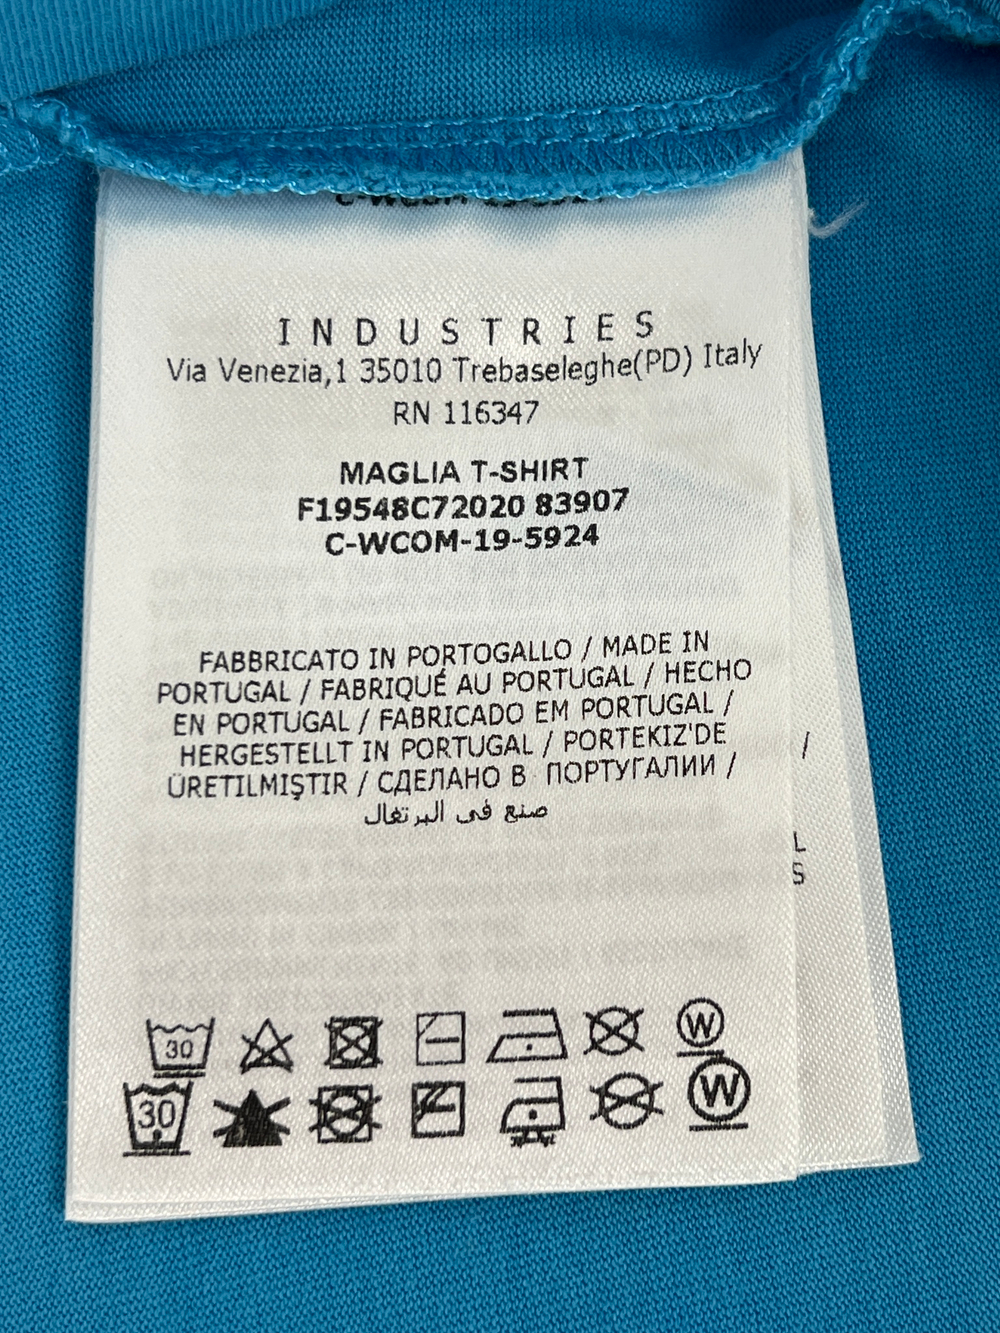 INDUSTRIES
Via Venezia,1 35010 Trebaseleghe(PD) Italy
RN 116347
MAGLIA T-SHIRT
F19548C72020 83907
C-WCOM-19-5924
FABBRICATO IN PORTOGALLO / MADE IN
PORTUGAL / FABRIQUÉ AU PORTUGAL / HECHO
EN PORTUGAL / FABRICADO EM PORTUGAL /
HERGESTELLT IN PORTUGAL / PORTEKIZ'DE
ÜRETILMIŞTIR / СДЕЛАНО В ПОРТУГАЛИИ /
صنع في البرتغال
/
L
S
30 W
30 W